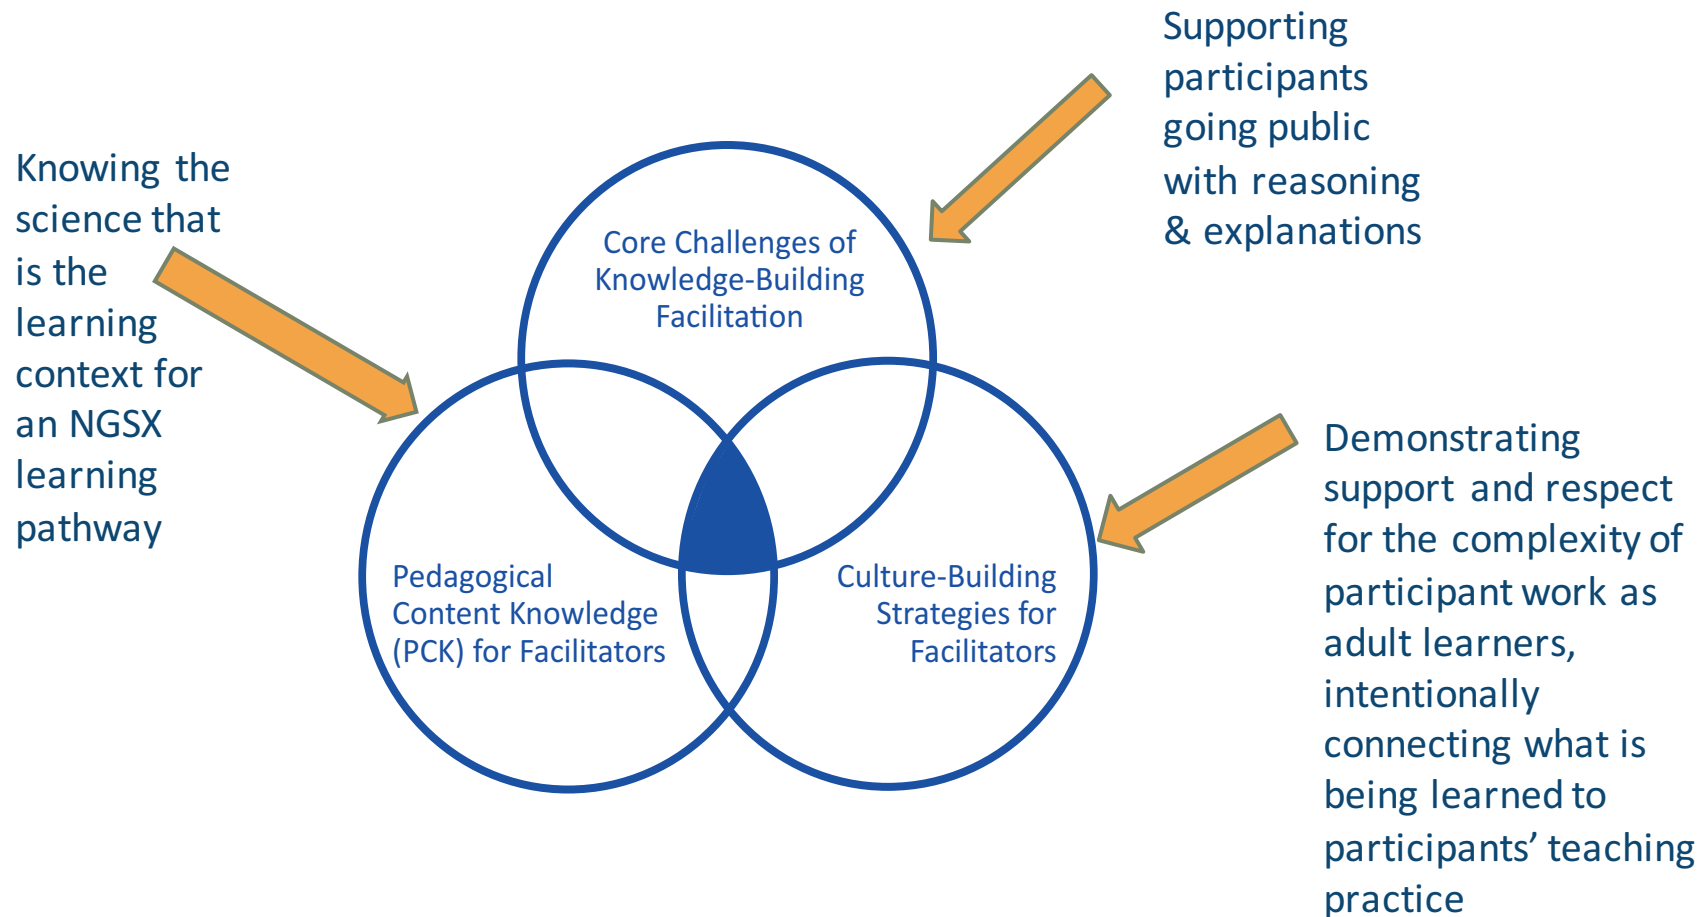 Supporting
participants
going public
with reasoning
& explanations
Knowing the
science that
is the
learning
context for
an NGSX
learning
pathway
Core Challenges of
Knowledge-Building
Facilitation
Pedagogical
Content Knowledge
(PCK) for Facilitators
Culture-Building
Strategies for
Facilitators
Demonstrating
support and respect
for the complexity of
participant work as
adult learners,
intentionally
connecting what is
being learned to
participants’ teaching
practice